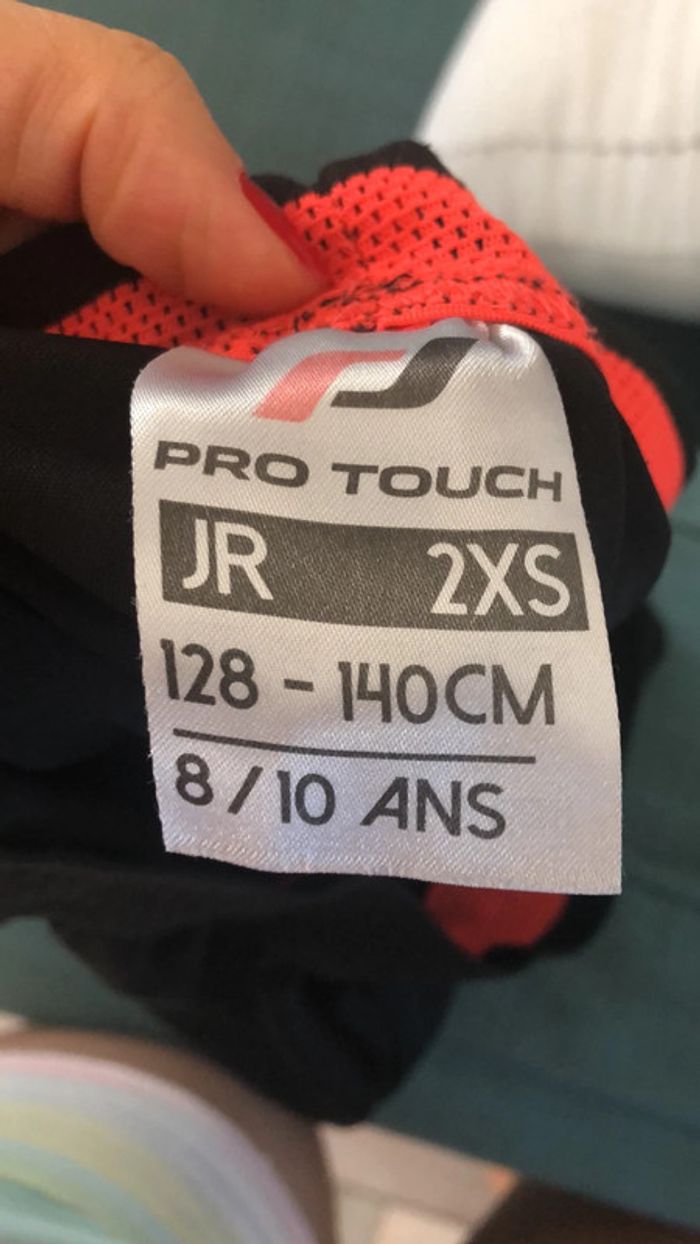 PRO TOUCH
JR 2XS
128 - 140CM
8/10 ANS